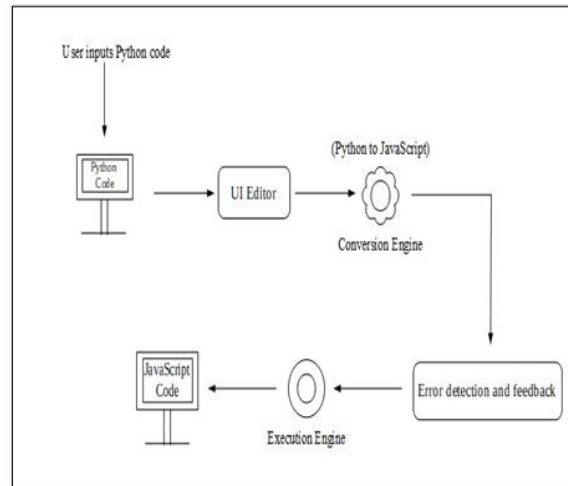 User inputs Python code
Python
Code
UI Editor
(Python to JavaScript)
Conversion Engine
Error detection and feedback
Execution Engine
JavaScript
Code